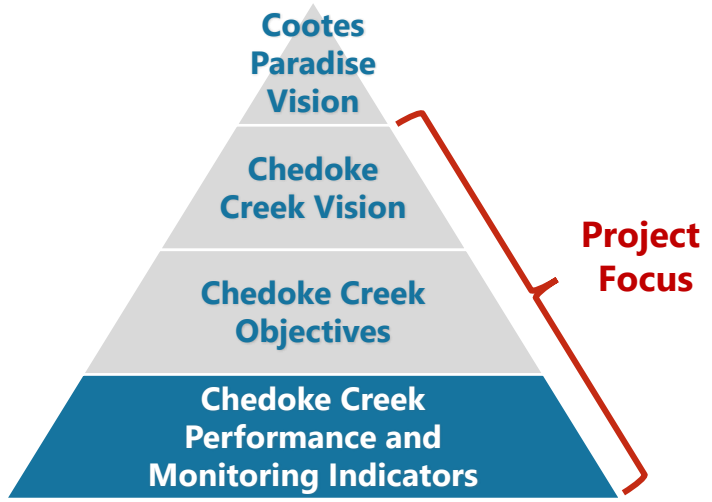 Cootes
Paradise
Vision
Chedoke
Creek Vision
Project
Focus
Chedoke Creek
Objectives
Chedoke Creek
Performance and
Monitoring Indicators